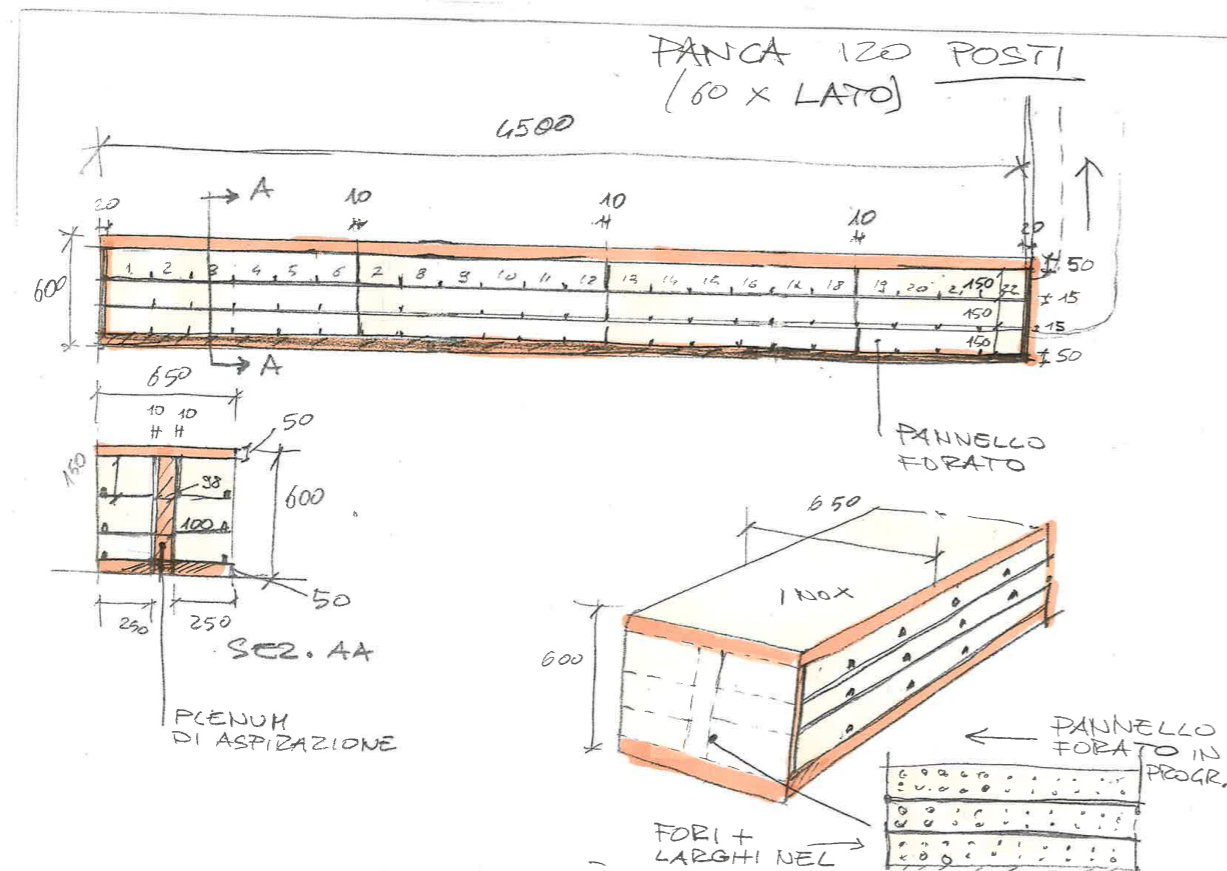 PANCA 120 POSTI
(60 X LATO)
4500
A
20
10
10
10
20
600
1 2 3 4 5 6 7 8 9 10 11 12 13 14 15 16 17 18 19 20 21 22
150
150
150
50
15
15
50
A
650
10 10
50
150
98
100
600
50
250
250
SEZ. AA
PLENUM
DI ASPIRAZIONE
PANNELLO
FORATO
650
INOX
600
PANNELLO
FORATO IN
PROGR.
FORI +
LARGHI NEL